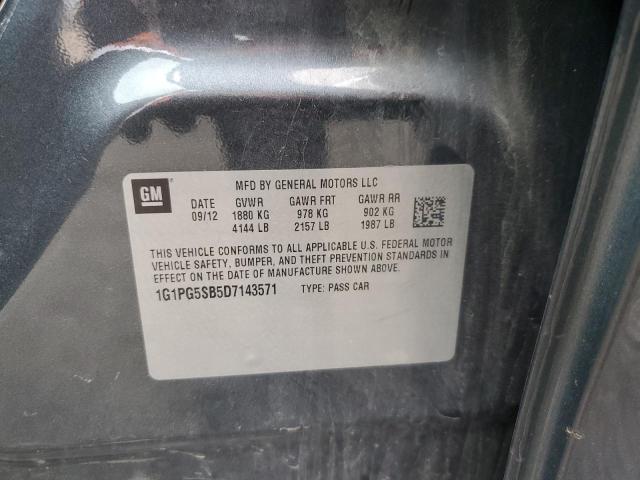 GM
MFD BY GENERAL MOTORS LLC
DATE GVWR GAWR FRT GAWR RR
09/12 1880 KG 978 KG 902 KG
4144 LB 2157 LB 1987 LB
THIS VEHICLE CONFORMS TO ALL APPLICABLE U.S. FEDERAL MOTOR
VEHICLE SAFETY, BUMPER, AND THEFT PREVENTION STANDARDS IN
EFFECT ON THE DATE OF MANUFACTURE SHOWN ABOVE.
1G1PG5SB5D7143571 TYPE: PASS CAR